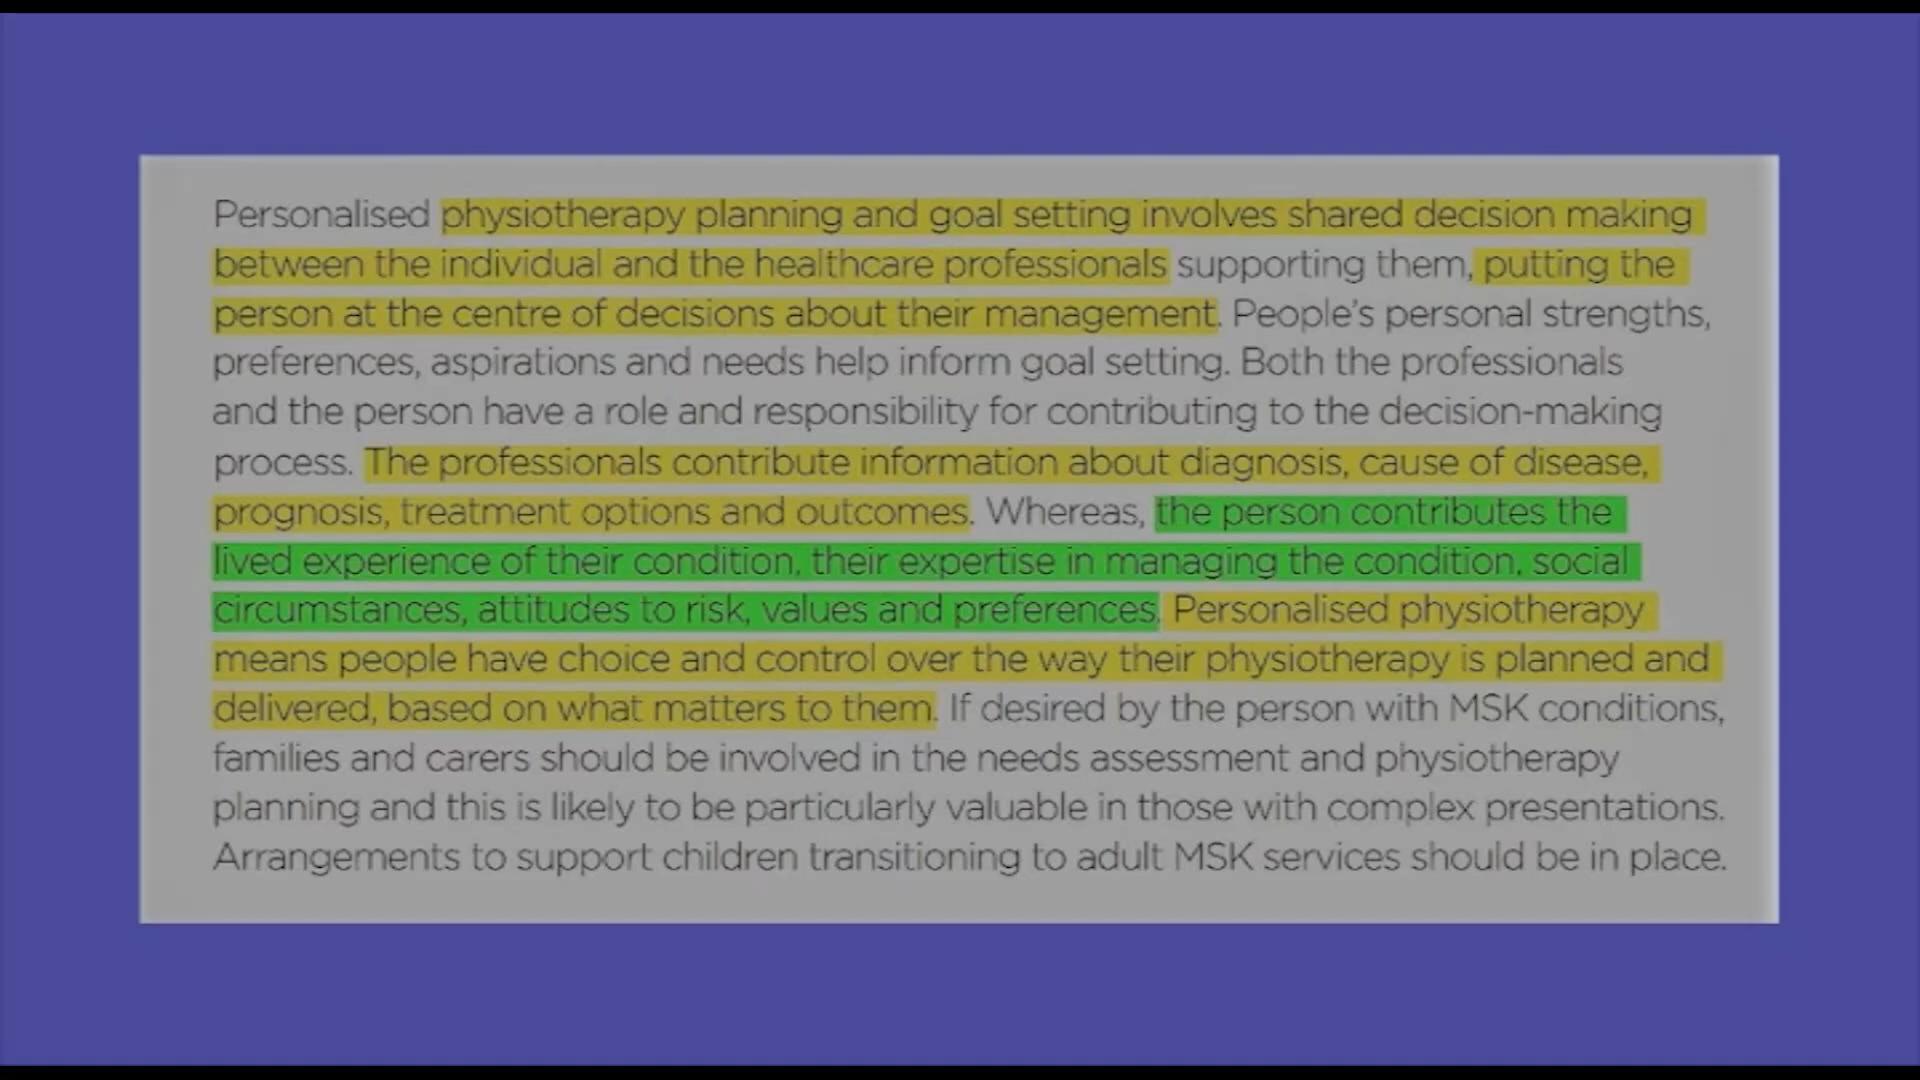 Personalised physiotherapy planning and goal setting involves shared decision making
between the individual and the healthcare professionals supporting them, putting the
person at the centre of decisions about their management. People's personal strengths,
preferences, aspirations and needs help inform goal setting. Both the professionals
and the person have a role and responsibility for contributing to the decision-making
process. The professionals contribute information about diagnosis, cause of disease,
prognosis, treatment options and outcomes. Whereas, the person contributes the
lived experience of their condition, their expertise in managing the condition, social
circumstances, attitudes to risk, values and preferences. Personalised physiotherapy
means people have choice and control over the way their physiotherapy is planned and
delivered, based on what matters to them. If desired by the person with MSK conditions,
families and carers should be involved in the needs assessment and physiotherapy
planning and this is likely to be particularly valuable in those with complex presentations.
Arrangements to support children transitioning to adult MSK services should be in place.